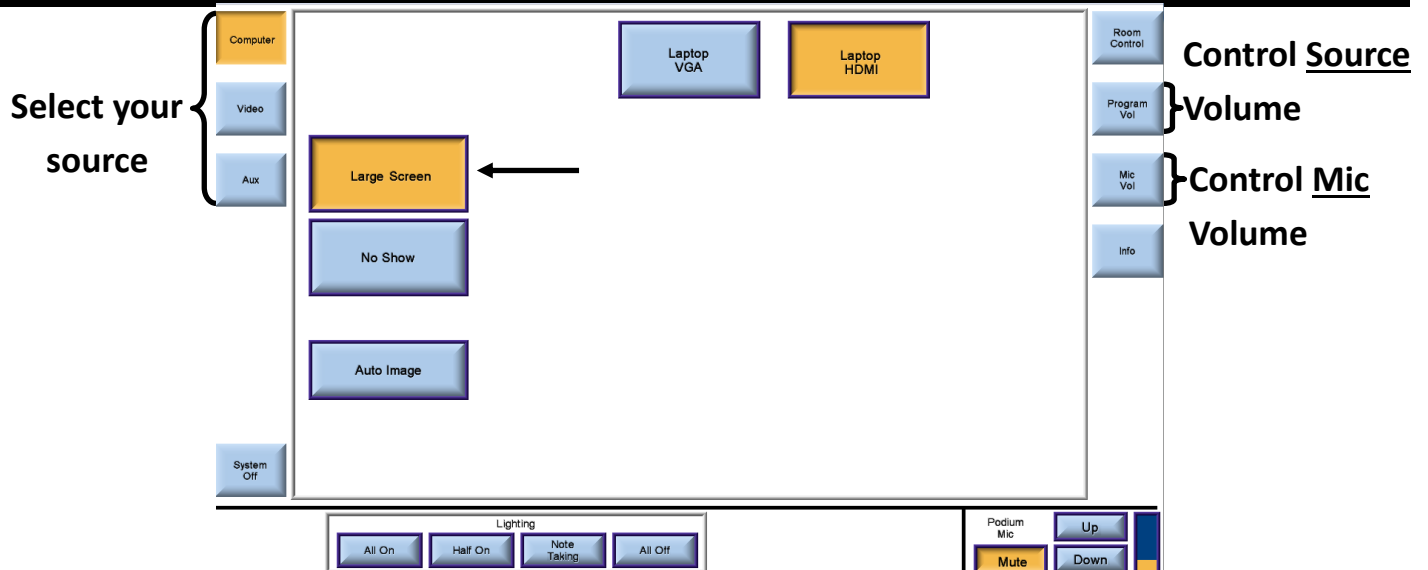 Select your
source
Computer
Video
Aux
System
Off
Laptop
VGA
Laptop
HDMI
Large Screen
No Show
Auto Image
Room
Control
Program
Vol
Mic
Vol
Info
Control Source
Volume
Control Mic
Volume
Lighting
All On
Half On
Note
Taking
All Off
Podium
Mic
Mute
Up
Down